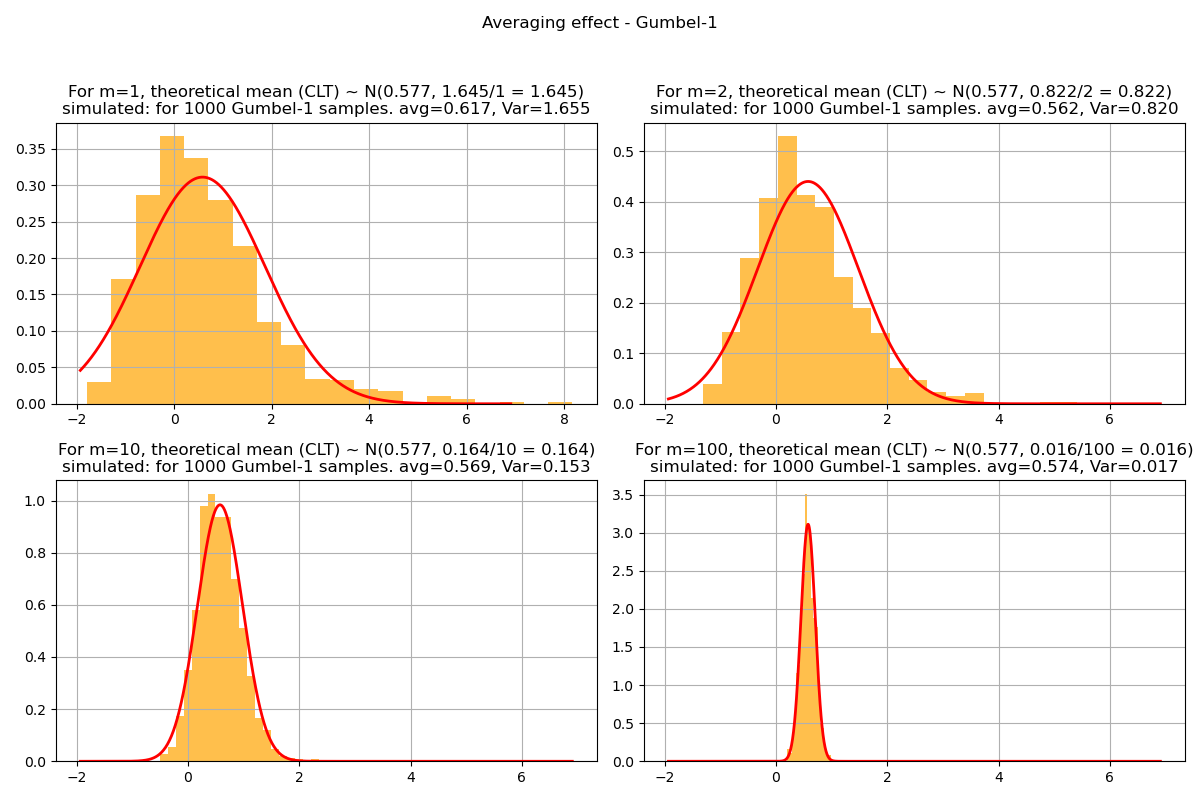 Averaging effect - Gumbel-1
For m=1, theoretical mean (CLT) ~ N(0.577, 1.645/1 = 1.645)
simulated: for 1000 Gumbel-1 samples. avg=0.617, Var=1.655
0.35
0.30
0.25
0.20
0.15
0.10
0.05
0.00
−2 0 2 4 6 8
For m=2, theoretical mean (CLT) ~ N(0.577, 0.822/2 = 0.822)
simulated: for 1000 Gumbel-1 samples. avg=0.562, Var=0.820
0.5
0.4
0.3
0.2
0.1
0.0
−2 0 2 4 6
For m=10, theoretical mean (CLT) ~ N(0.577, 0.164/10 = 0.164)
simulated: for 1000 Gumbel-1 samples. avg=0.569, Var=0.153
1.0
0.8
0.6
0.4
0.2
0.0
−2 0 2 4 6
For m=100, theoretical mean (CLT) ~ N(0.577, 0.016/100 = 0.016)
simulated: for 1000 Gumbel-1 samples. avg=0.574, Var=0.017
3.5
3.0
2.5
2.0
1.5
1.0
0.5
0.0
−2 0 2 4 6